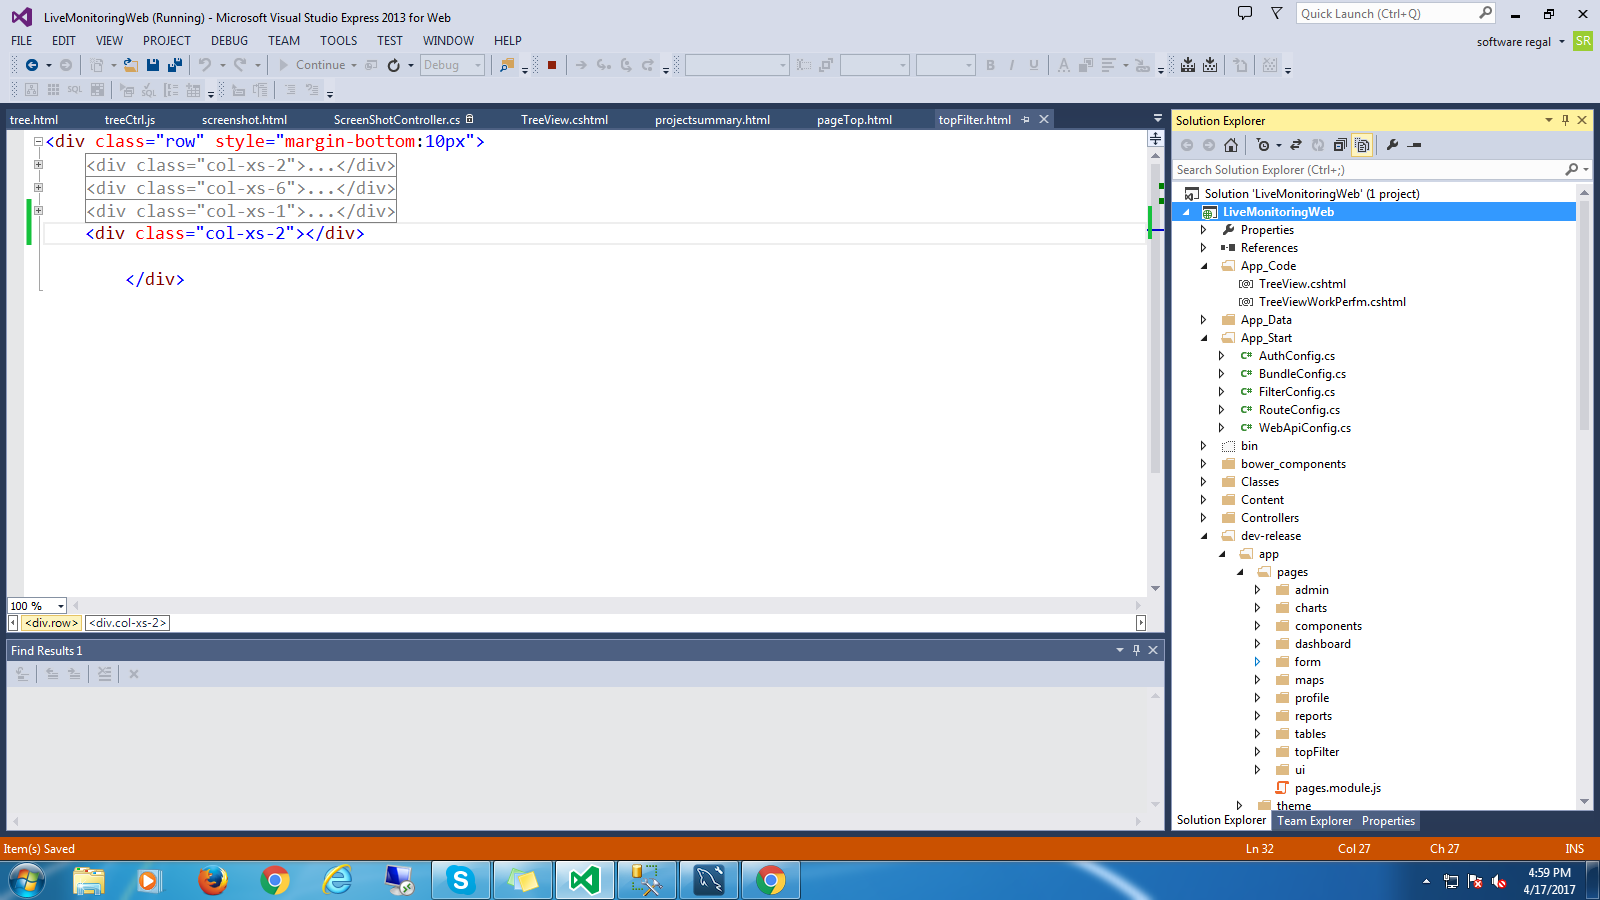 LiveMonitoringWeb (Running) - Microsoft Visual Studio Express 2013 for Web
Quick Launch (Ctrl+Q)
FILE EDIT VIEW PROJECT DEBUG TEAM TOOLS TEST WINDOW HELP
software regal SR
Continue Debug
SQL SQL
tree.html treeCtrl.js screenshot.html ScreenShotController.cs TreeView.cshtml projectsummary.html pageTop.html topFilter.html
<div class="row" style="margin-bottom:10px">
<div class="col-xs-2">...</div>
<div class="col-xs-6">...</div>
<div class="col-xs-1">...</div>
<div class="col-xs-2"></div>
</div>
100 %
<div.row> <div.col-xs-2>
Find Results 1
Solution Explorer
Search Solution Explorer (Ctrl+;)
Solution 'LiveMonitoringWeb' (1 project)
LiveMonitoringWeb
Properties
References
App_Code
TreeView.cshtml
TreeViewWorkPerfm.cshtml
App_Data
App_Start
AuthConfig.cs
BundleConfig.cs
FilterConfig.cs
RouteConfig.cs
WebApiConfig.cs
bin
bower_components
Classes
Content
Controllers
dev-release
app
pages
admin
charts
components
dashboard
form
maps
profile
reports
tables
topFilter
ui
pages.module.js
theme
Solution Explorer Team Explorer Properties
Item(s) Saved Ln 32 Col 27 Ch 27 INS
4:59 PM
4/17/2017